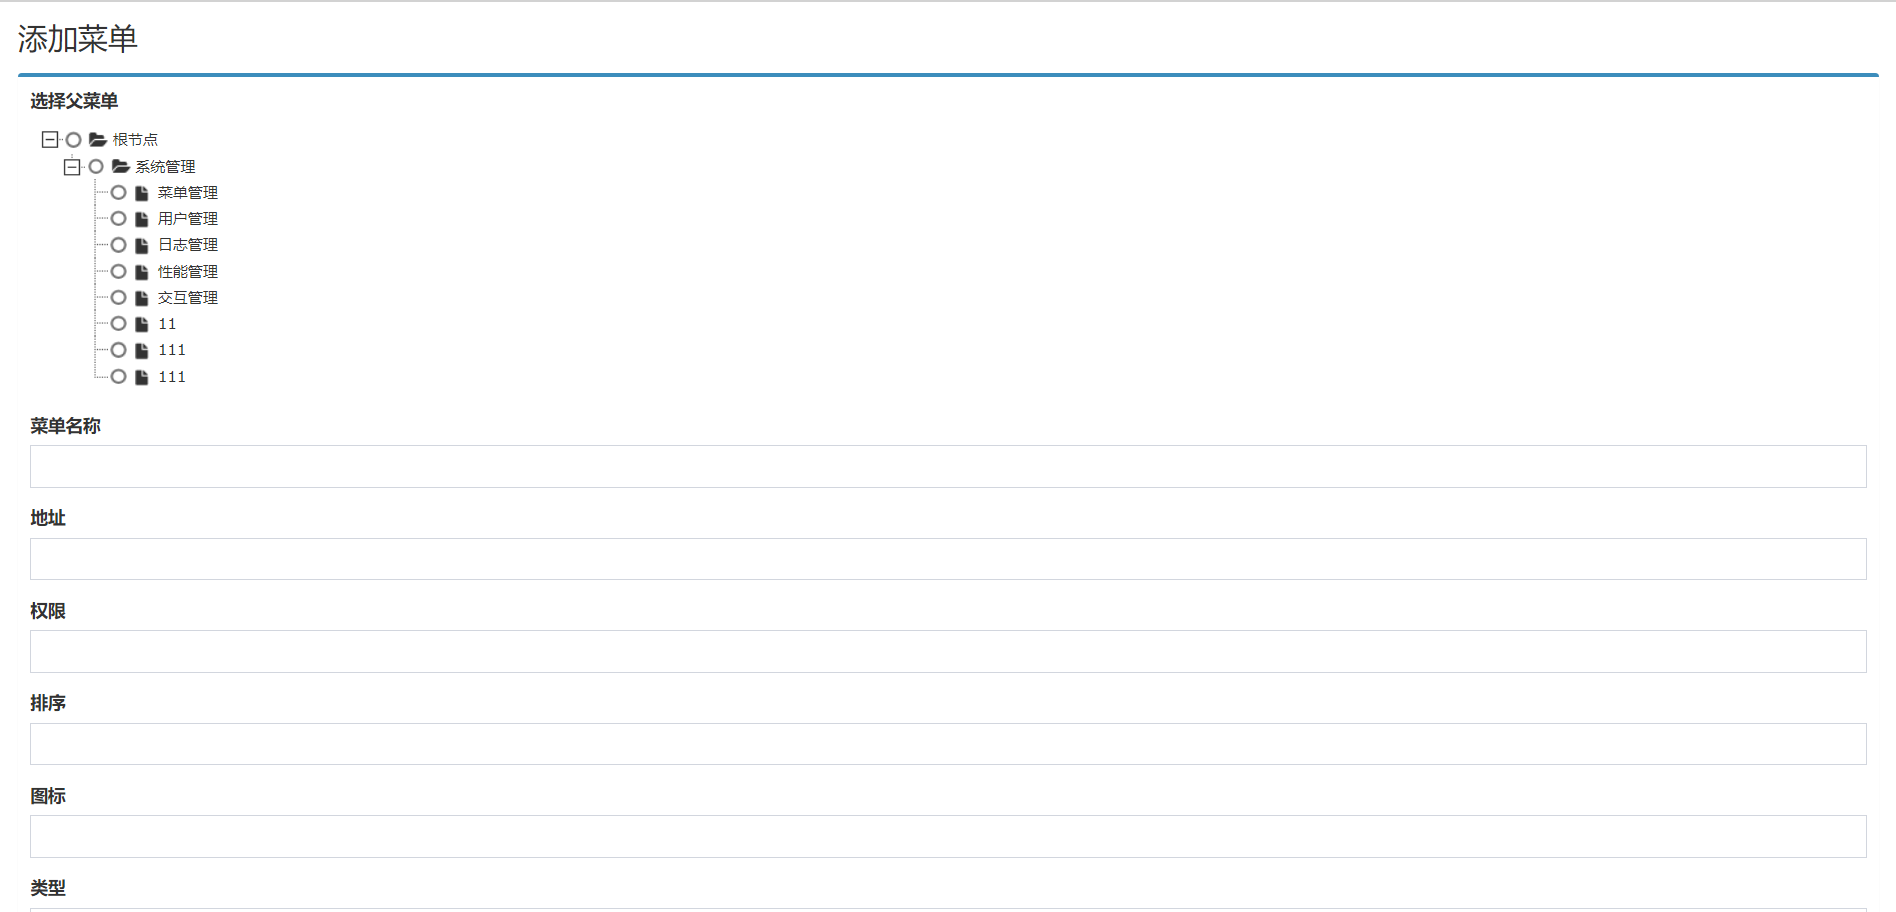 添加菜单
选择父菜单
根节点
系统管理
菜单管理
用户管理
日志管理
性能管理
交互管理
11
111
111
菜单名称
地址
权限
排序
图标
类型